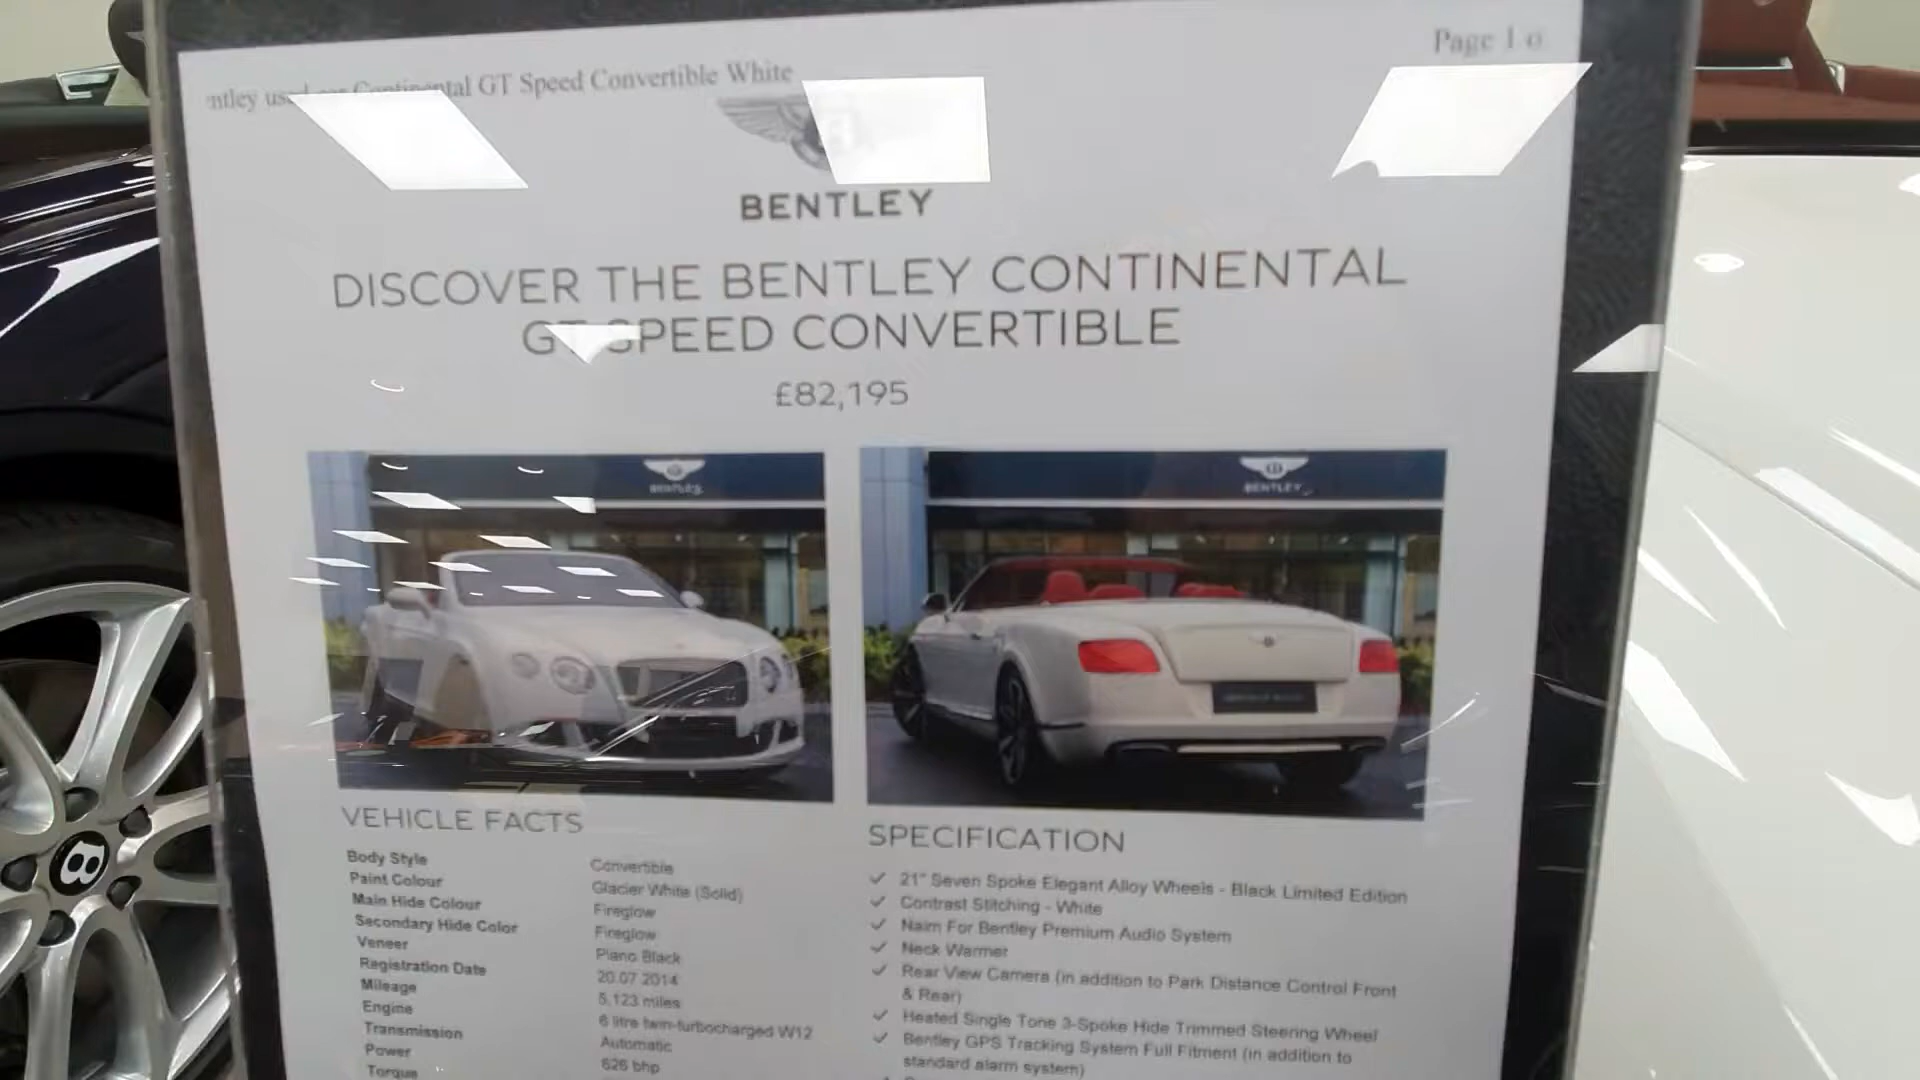 ntley used car Continental GT Speed Convertible White
Page 1 o
BENTLEY
DISCOVER THE BENTLEY CONTINENTAL
GT SPEED CONVERTIBLE
£82,195
BENTLEY
BENTLEY
VEHICLE FACTS
Body Style Convertible
Paint Colour Glacier White (Solid)
Main Hide Colour Fireglow
Secondary Hide Color Fireglow
Veneer Piano Black
Registration Date 20.07.2014
Mileage 5,123 miles
Engine 6 litre twin-turbocharged W12
Transmission Automatic
Power 626 bhp
Torque
SPECIFICATION
✓ 21" Seven Spoke Elegant Alloy Wheels - Black Limited Edition
✓ Contrast Stitching - White
✓ Naim For Bentley Premium Audio System
✓ Neck Warmer
✓ Rear View Camera (in addition to Park Distance Control Front
& Rear)
✓ Heated Single Tone 3-Spoke Hide Trimmed Steering Wheel
✓ Bentley GPS Tracking System Full Fitment (in addition to
standard alarm system)
B